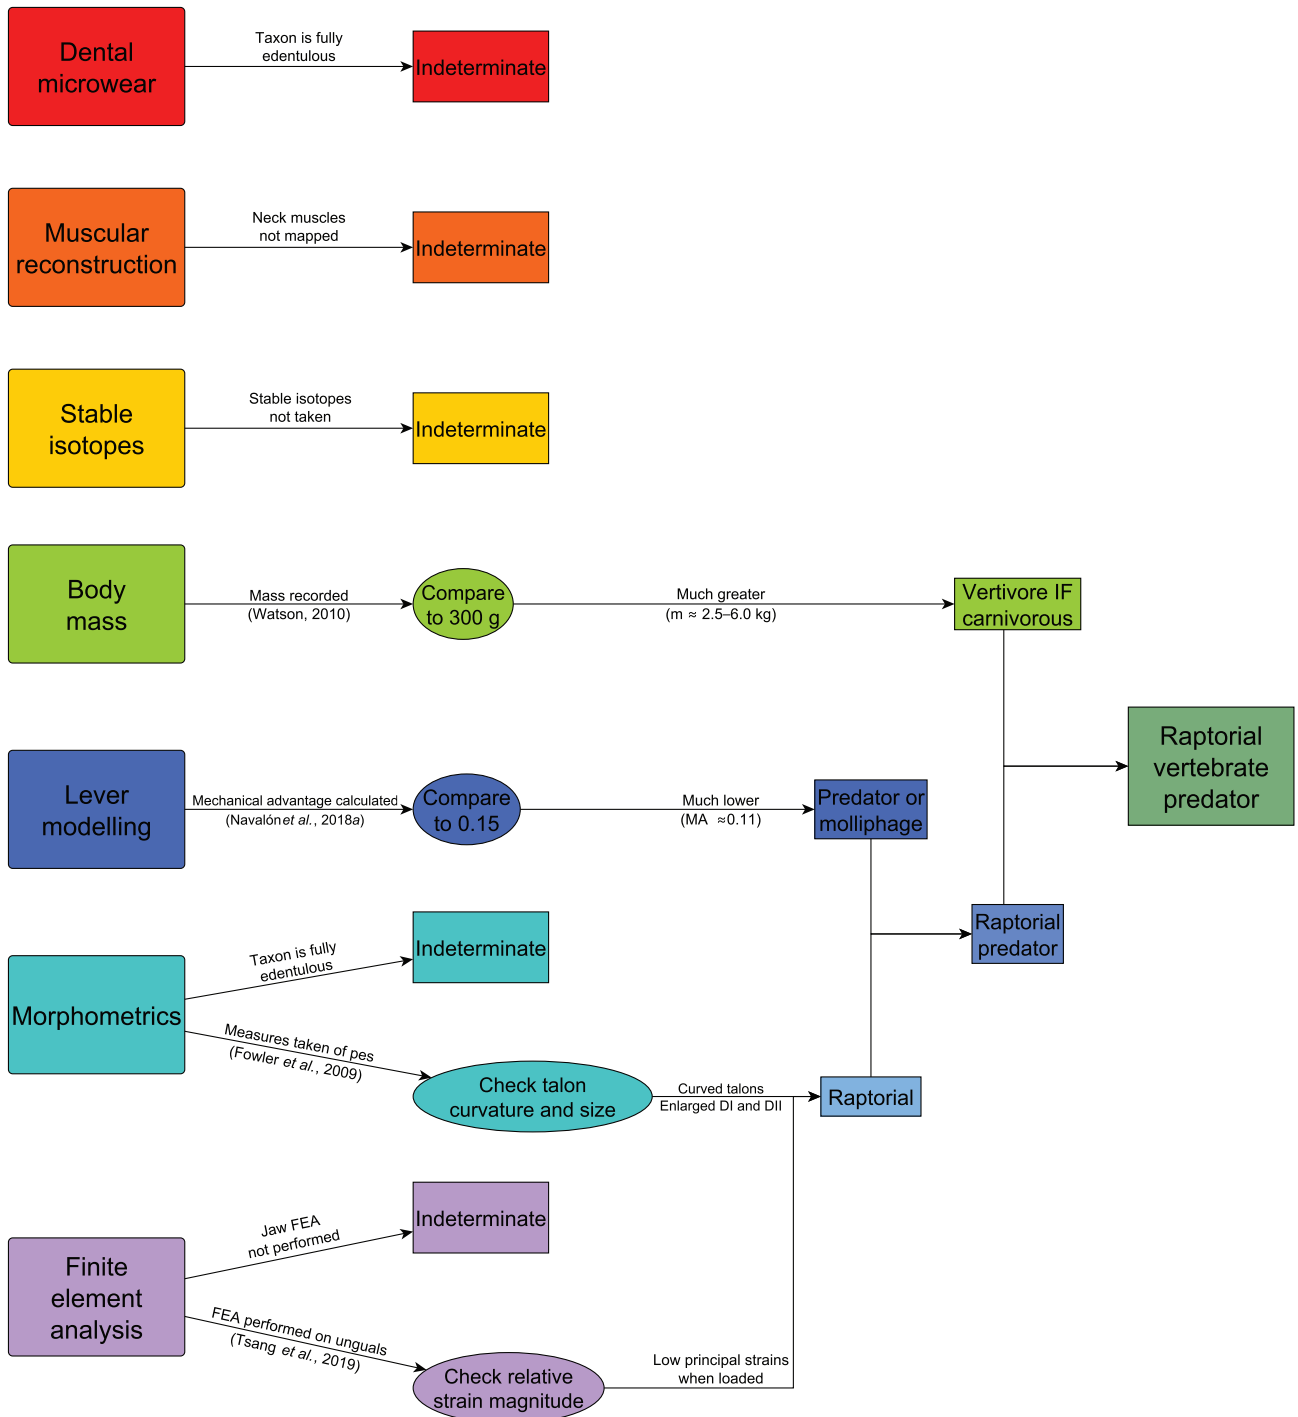 Dental
microwear
Taxon is fully
edentulous
Indeterminate
Muscular
reconstruction
Neck muscles
not mapped
Indeterminate
Stable
isotopes
Stable isotopes
not taken
Indeterminate
Body
mass
Mass recorded
(Watson, 2010)
Compare
to 300 g
Much greater
(m ≈ 2.5–6.0 kg)
Vertivore IF
carnivorous
Raptorial
vertebrate
predator
Lever
modelling
Mechanical advantage calculated
(Navalón et al., 2018a)
Compare
to 0.15
Much lower
(MA ≈0.11)
Predator or
molliphage
Raptorial
predator
Morphometrics
Taxon is fully
edentulous
Indeterminate
Measures taken of pes
(Fowler et al., 2009)
Check talon
curvature and size
Curved talons
Enlarged DI and DII
Raptorial
Finite
element
analysis
Jaw FEA
not performed
Indeterminate
FEA performed on unguals
(Tsang et al., 2019)
Check relative
strain magnitude
Low principal strains
when loaded